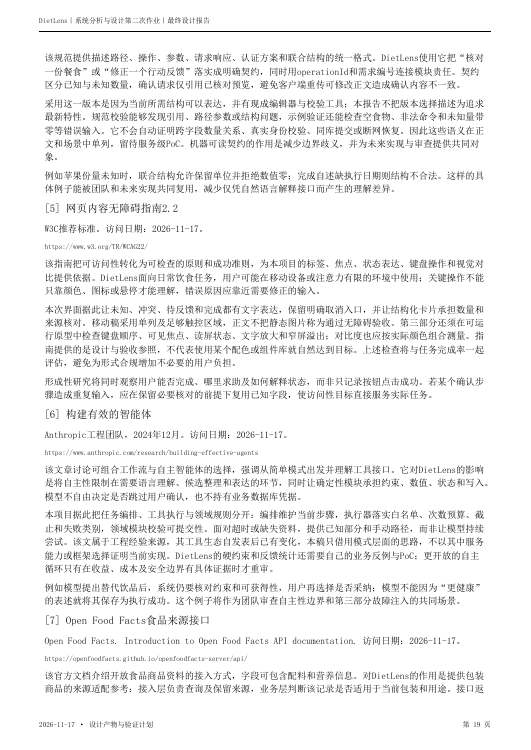 DietLens｜系统分析与设计第二次作业｜最终设计报告
该规范提供描述路径、操作、参数、请求响应、认证方案和联合结构的统一格式。DietLens使用它把“核对
一份餐食”或“修正一个行动反馈”落实成明确契约，同时用operationId和需求编号连接模块责任。契约
区分已知与未知数量，确认请求仅引用已核对预览，避免客户端重传可修改正文造成确认内容不一致。
采用这一版本是因为当前所需结构可以表达，并有现成编辑器与校验工具；本报告不把版本选择描述为追求
最新特性。规范校验能够发现引用、路径参数或结构问题，示例验证还能检查空食物、非法命令和未知量带
零等错误输入。它不会自动证明跨字段数量关系、真实身份校验、同库提交或断网恢复。因此这些语义在正
文和场景中单列，留待服务级PoC。机器可读契约的作用是减少边界歧义，并为未来实现与审查提供共同对
象。
例如苹果份量未知时，联合结构允许保留单位并拒绝数值零；完成自述缺执行日期则结构不合法。这样的具
体例子能被团队和未来实现共同复用，减少仅凭自然语言解释接口而产生的理解差异。
[5] 网页内容无障碍指南2.2
W3C推荐标准。访问日期：2026-11-17。
https://www.w3.org/TR/WCAG22/
该指南把可访问性转化为可检查的原则和成功准则，为本项目的标签、焦点、状态表达、键盘操作和视觉对
比提供依据。DietLens面向日常饮食任务，用户可能在移动设备或注意力有限的环境中使用；关键操作不能
只靠颜色、图标或悬停才能理解，错误原因应靠近需要修正的输入。
本次界面据此让未知、冲突、待反馈和完成都有文字表达，保留明确取消入口，并让结构化卡片承载数量和
来源核对。移动稿采用单列及足够触控区域，正文不把静态图片称为通过无障碍验收。第三部分还须在可运
行原型中检查键盘顺序、可见焦点、读屏状态、文字放大和窄屏溢出；对比度也应按实际颜色组合测量。指
南提供的是设计与验收参照，不代表使用某个配色或组件库就自然达到目标。上述检查将与任务完成率一起
评估，避免为形式合规增加不必要的用户负担。
形成性研究将同时观察用户能否完成、哪里求助及如何解释状态，而非只记录按钮点击成功。若某个确认步
骤造成重复输入，应在保留必要核对的前提下复用已知字段，使访问性目标直接服务实际任务。
[6] 构建有效的智能体
Anthropic工程团队，2024年12月。访问日期：2026-11-17。
https://www.anthropic.com/research/building-effective-agents
该文章讨论可组合工作流与自主智能体的选择，强调从简单模式出发并理解工具接口。它对DietLens的影响
是将自主性限制在需要语言理解、候选整理和表达的环节，同时让确定性模块承担约束、数值、状态和写入。
模型不自由决定是否跳过用户确认，也不持有业务数据库凭据。
本项目据此把任务编排、工具执行与领域规则分开：编排维护当前步骤，执行器落实白名单、次数预算、截
止和失败类别，领域模块校验可提交性。面对超时或缺失资料，提供已知部分和手动路径，而非让模型持续
尝试。该文属于工程经验来源，其工具生态自发表后已有变化，本稿只借用模式层面的思路，不以其中服务
能力或框架选择证明当前实现。DietLens的硬约束和反馈统计还需要自己的业务反例与PoC；更开放的自主
循环只有在收益、成本及安全边界有具体证据时才重审。
例如模型提出替代饮品后，系统仍要核对约束和可获得性，用户再选择是否采纳；模型不能因为“更健康”
的表述就将其保存为执行成功。这个例子将作为团队审查自主性边界和第三部分故障注入的共同场景。
[7] Open Food Facts食品来源接口
Open Food Facts. Introduction to Open Food Facts API documentation. 访问日期：2026-11-17。
https://openfoodfacts.github.io/openfoodfacts-server/api/
该官方文档介绍开放食品商品资料的接入方式，字段可包含配料和营养信息。对DietLens的作用是提供包装
商品的来源适配参考：接入层负责查询及保留来源，业务层判断该记录是否适用于当前包装和用途。接口返
2026-11-17 · 设计产物与验证计划
第 19 页